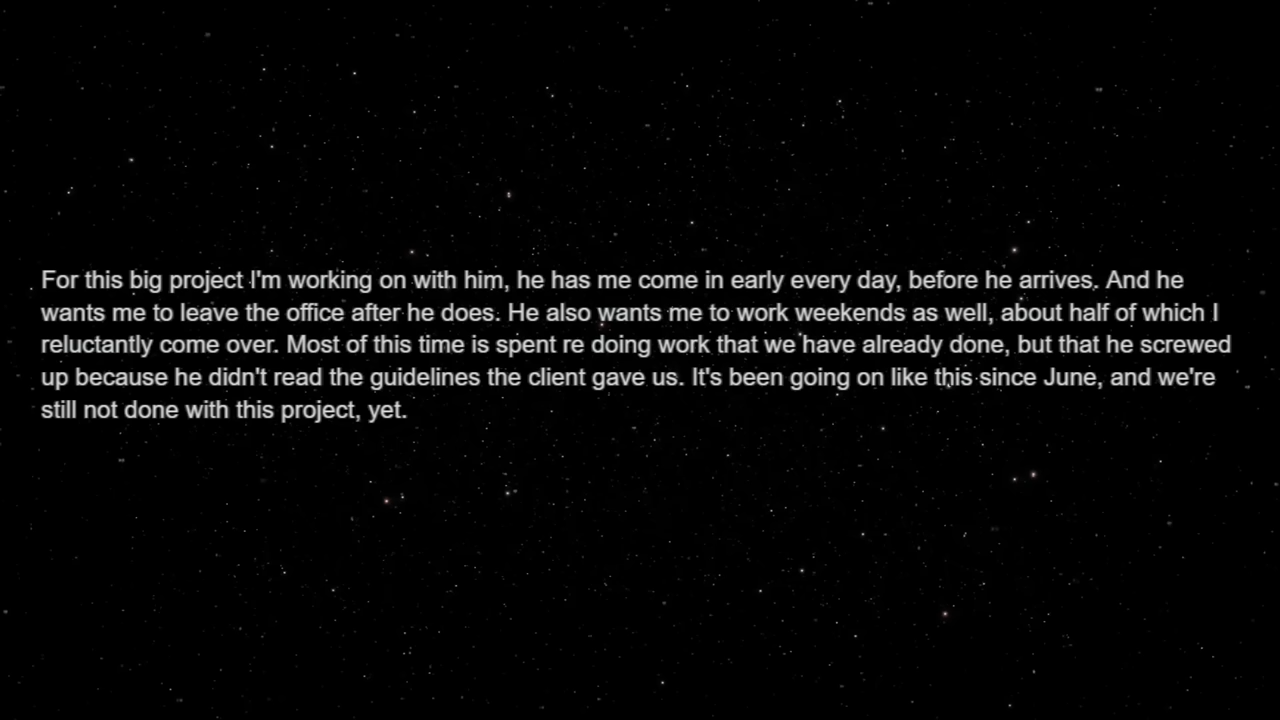 For this big project I'm working on with him, he has me come in early every day, before he arrives. And he
wants me to leave the office after he does. He also wants me to work weekends as well, about half of which I
reluctantly come over. Most of this time is spent re doing work that we have already done, but that he screwed
up because he didn't read the guidelines the client gave us. It's been going on like this since June, and we're
still not done with this project, yet.